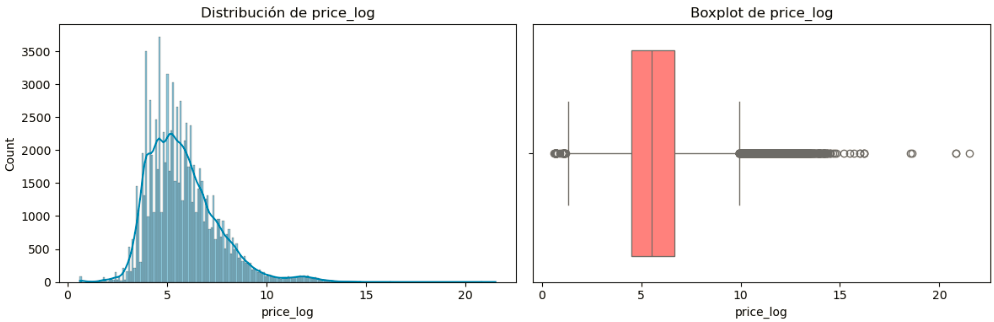 Distribución de price_log
3500
3000
2500
2000
1500
1000
500
0
Count
0 5 10 15 20
price_log
Boxplot de price_log
0 5 10 15 20
price_log